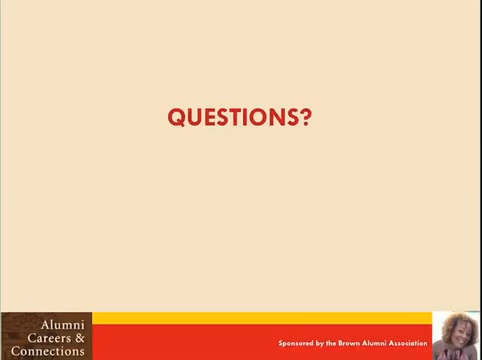 QUESTIONS?
Alumni
Careers &
Connections
Sponsored by the Brown Alumni Association